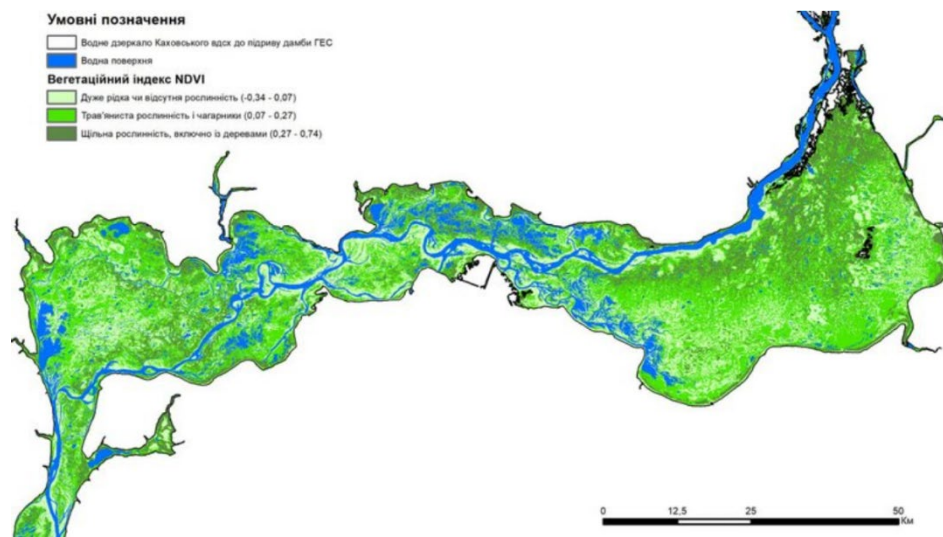 Умовні позначення
Водне дзеркало Каховського вдсх до підриву дамби ГЕС
Водна поверхня
Вегетаційний індекс NDVI
Дуже рідка чи відсутня рослинність (-0,34 - 0,07)
Трав'яниста рослинність і чагарники (0,07 - 0,27)
Щільна рослинність, включно із деревами (0,27 - 0,74)
0 12,5 25 50
Км